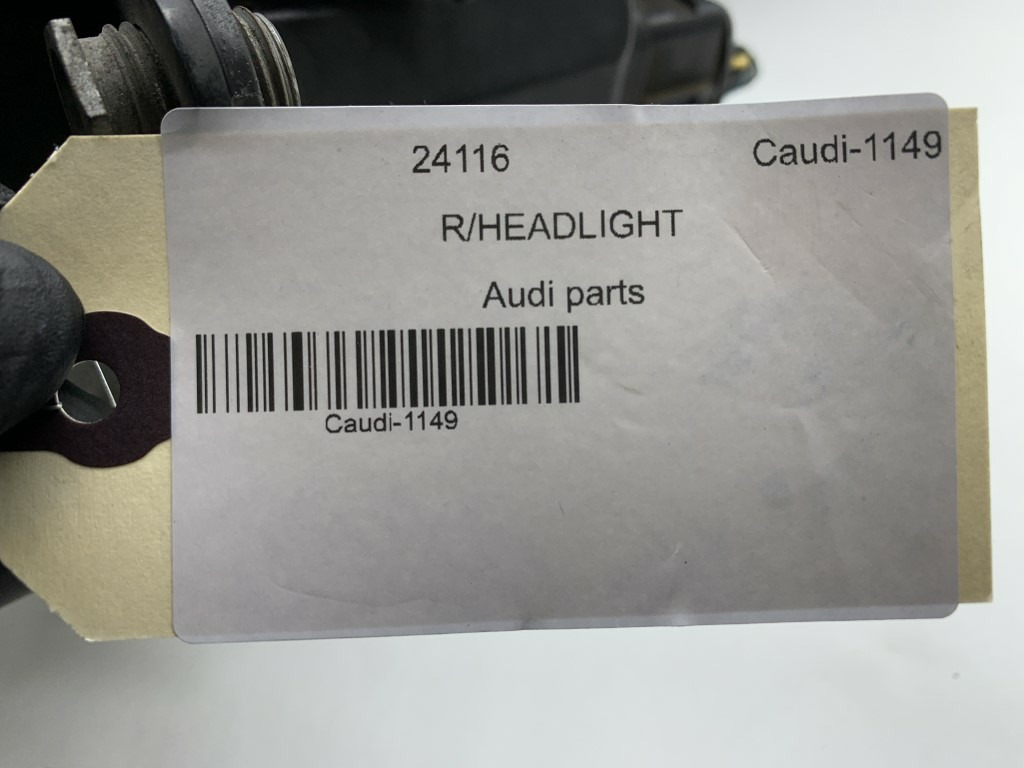 24116 Caudi-1149
R/HEADLIGHT
Audi parts
Caudi-1149